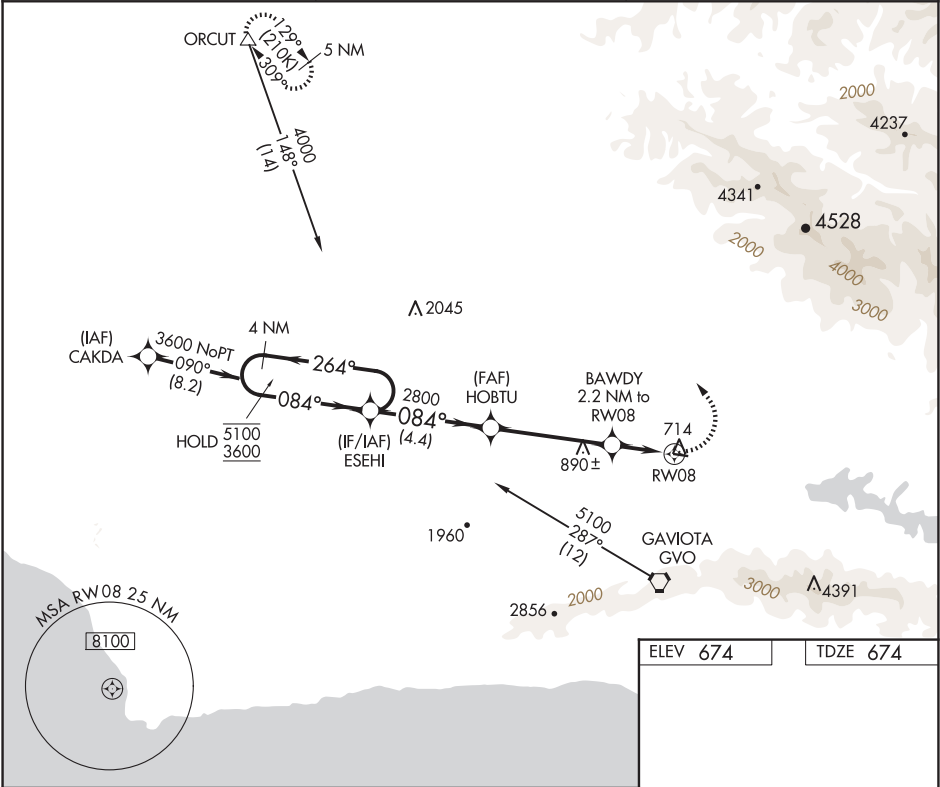 ORCUT
129°
(210K)
309°
5 NM
4000
148°
(14)
2000
4237
4341
4528
2000
4000
3000
2045
(IAF)
CAKDA
3600 NoPT
090°
(8.2)
4 NM
264°
084°
HOLD
5100
3600
(IF/IAF)
ESEHI
2800
084°
(4.4)
(FAF)
HOBTU
BAWDY
2.2 NM to
RW08
890±
714
RW08
1960
5100
287°
(12)
GAVIOTA
GVO
2856
2000
3000
4391
MSA RW08 25 NM
8100
ELEV 674
TDZE 674